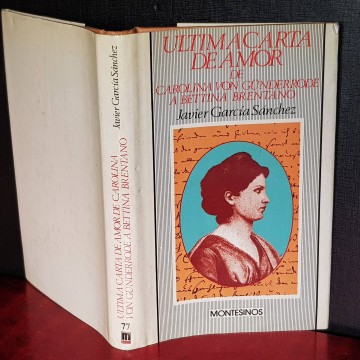 ULTIMA CARTA
DE AMOR
DE
CAROLINA VON GÜNDERRODE
A BETTINA BRENTANO
Javier García Sánchez
MONTESINOS
Javier García Sánchez
ULTIMA CARTA DE AMOR DE CAROLINA
VON GÜNDERRODE A BETTINA BRENTANO
77
m